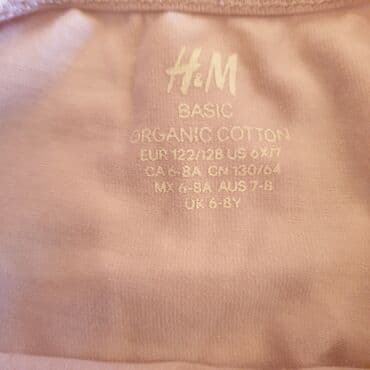 H&M
BASIC
ORGANIC COTTON
EUR 122/128 US 6X/7
CA 6-8A CN 130/64
MX 6-8A AUS 7-8
UK 6-8Y